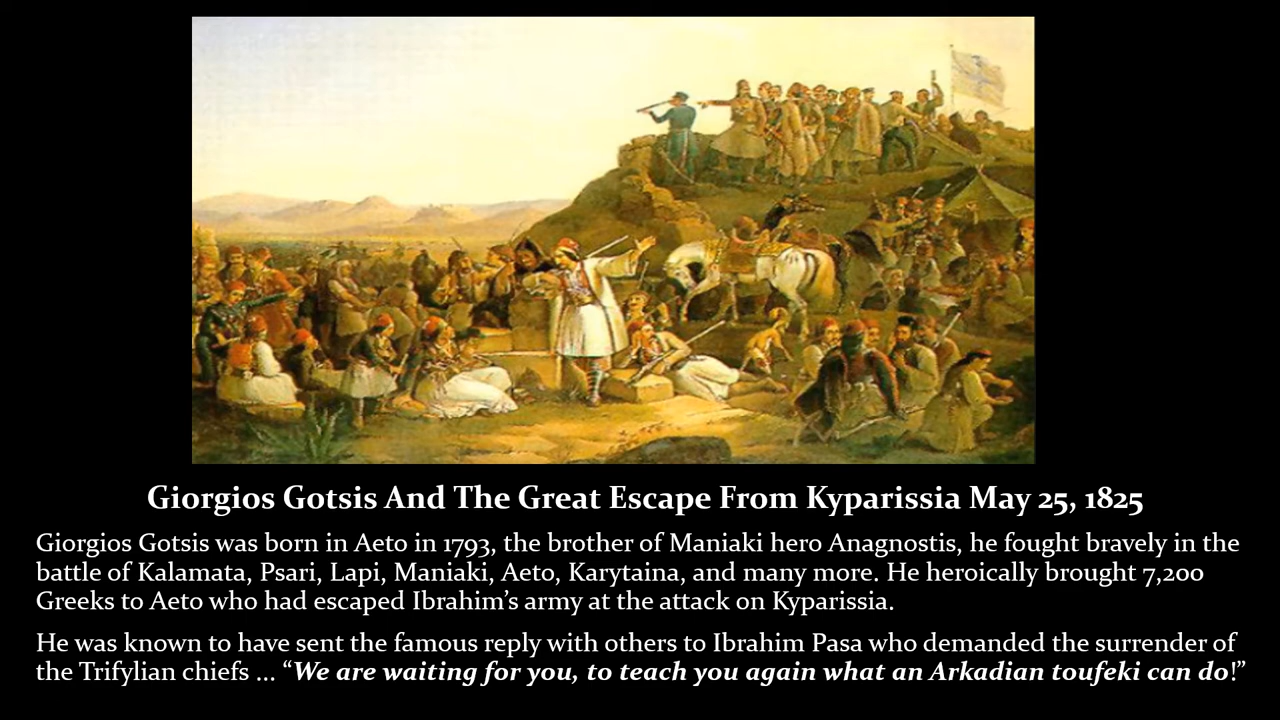 Giorgios Gotsis And The Great Escape From Kyparissia May 25, 1825
Giorgios Gotsis was born in Aeto in 1793, the brother of Maniaki hero Anagnostis, he fought bravely in the
battle of Kalamata, Psari, Lapi, Maniaki, Aeto, Karytaina, and many more. He heroically brought 7,200
Greeks to Aeto who had escaped Ibrahim’s army at the attack on Kyparissia.
He was known to have sent the famous reply with others to Ibrahim Pasa who demanded the surrender of
the Trifylian chiefs … “We are waiting for you, to teach you again what an Arkadian toufeki can do!”